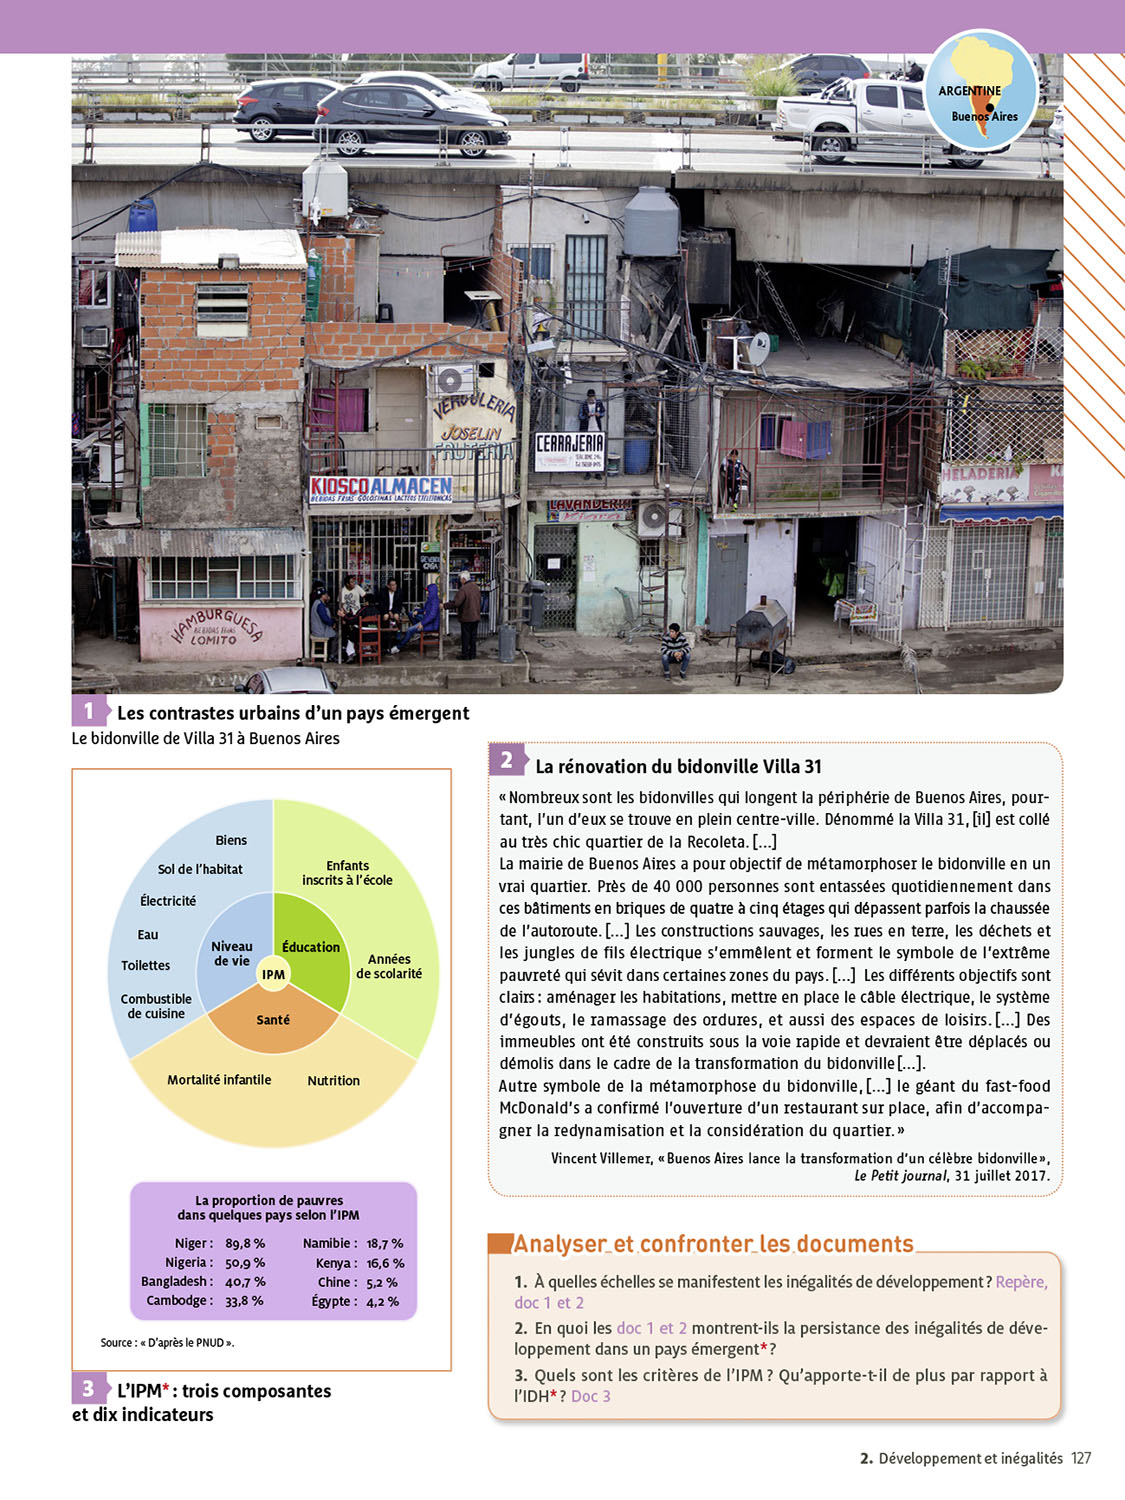 ARGENTINE
Buenos Aires
VERDULERIA
JOSELIN
FRUTERIA
CERRAJERIA
KIOSCO ALMACEN
BEBIDAS FRIAS-GOLOSINAS LACTEOS
LAVANDERIA
HELADERIA
HAMBURGUESA
BEBIDAS FRIAS
LOMITO
1 Les contrastes urbains d’un pays émergent
Le bidonville de Villa 31 à Buenos Aires
Biens
Sol de l’habitat
Électricité
Eau
Toilettes
Combustible
de cuisine
Niveau
de vie
Enfants
inscrits à l’école
Années
de scolarité
Éducation
IPM
Santé
Mortalité infantile
Nutrition
La proportion de pauvres
dans quelques pays selon l’IPM
Niger : 89,8 % Namibie : 18,7 %
Nigeria : 50,9 % Kenya : 16,6 %
Bangladesh : 40,7 % Chine : 5,2 %
Cambodge : 33,8 % Égypte : 4,2 %
Source : « D’après le PNUD ».
3 L’IPM* : trois composantes
et dix indicateurs
2 La rénovation du bidonville Villa 31
« Nombreux sont les bidonvilles qui longent la périphérie de Buenos Aires, pour-
tant, l’un d’eux se trouve en plein centre-ville. Dénommé la Villa 31, [il] est collé
au très chic quartier de la Recoleta. [...]
La mairie de Buenos Aires a pour objectif de métamorphoser le bidonville en un
vrai quartier. Près de 40 000 personnes sont entassées quotidiennement dans
ces bâtiments en briques de quatre à cinq étages qui dépassent parfois la chaussée
de l’autoroute. [...] Les constructions sauvages, les rues en terre, les déchets et
les jungles de fils électrique s’emmêlent et forment le symbole de l’extrême
pauvreté qui sévit dans certaines zones du pays. [...] Les différents objectifs sont
clairs : aménager les habitations, mettre en place le câble électrique, le système
d’égouts, le ramassage des ordures, et aussi des espaces de loisirs. [...] Des
immeubles ont été construits sous la voie rapide et devraient être déplacés ou
démolis dans le cadre de la transformation du bidonville [...].
Autre symbole de la métamorphose du bidonville, [...] le géant du fast-food
McDonald’s a confirmé l’ouverture d’un restaurant sur place, afin d’accompa-
gner la redynamisation et la considération du quartier. »
Vincent Villemer, « Buenos Aires lance la transformation d’un célèbre bidonville »,
Le Petit journal, 31 juillet 2017.
Analyser et confronter les documents
1. À quelles échelles se manifestent les inégalités de développement ? Repère,
doc 1 et 2
2. En quoi les doc 1 et 2 montrent-ils la persistance des inégalités de déve-
loppement dans un pays émergent* ?
3. Quels sont les critères de l’IPM ? Qu’apporte-t-il de plus par rapport à
l’IDH* ? Doc 3
2. Développement et inégalités 127